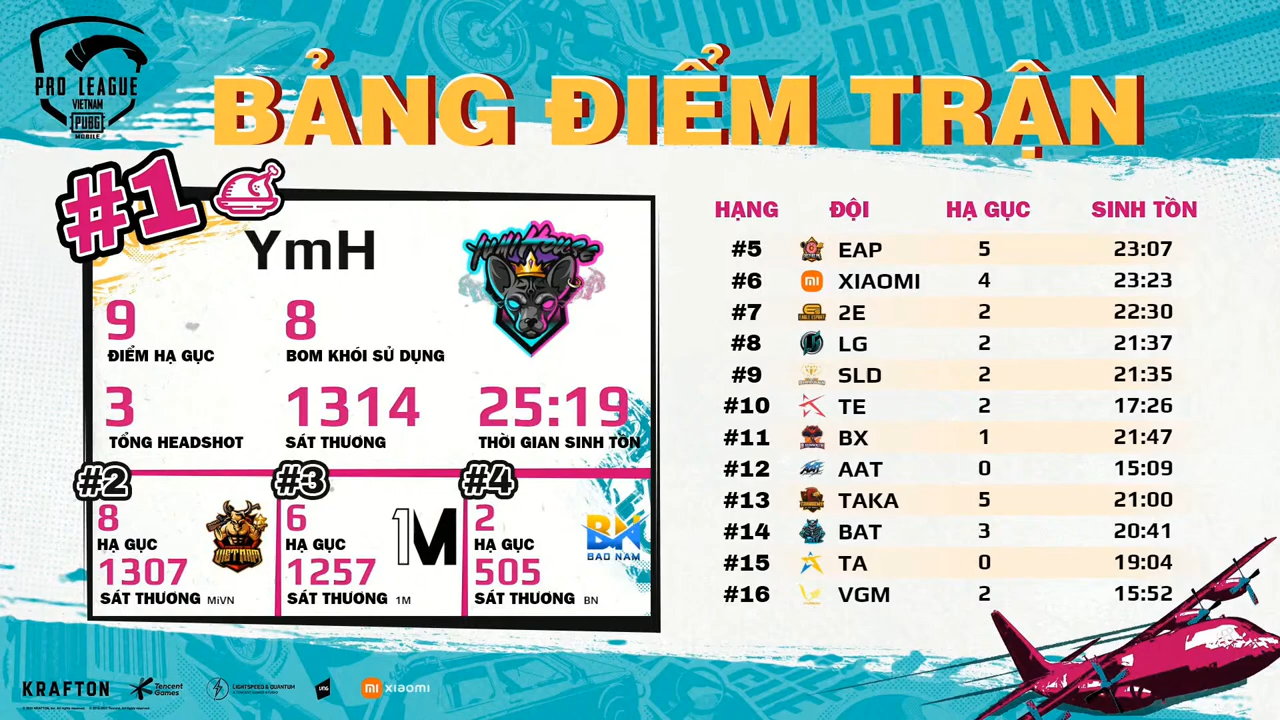 PRO LEAGUE
VIETNAM
PUBG
MOBILE
BẢNG ĐIỂM TRẬN
#1
YmH
YUMI HOUSE
9
ĐIỂM HẠ GỤC
8
BOM KHÓI SỬ DỤNG
3
TỔNG HEADSHOT
1314
SÁT THƯƠNG
25:19
THỜI GIAN SINH TỒN
#2
8
HẠ GỤC
1307
SÁT THƯƠNG MiVN
VIETNAM
#3
6
HẠ GỤC
1257
SÁT THƯƠNG 1M
1M
#4
2
HẠ GỤC
505
SÁT THƯƠNG BN
BN
BAO NAM
HẠNG ĐỘI HẠ GỤC SINH TỒN
#5 EAP 5 23:07
#6 XIAOMI 4 23:23
#7 2E 2 22:30
#8 LG 2 21:37
#9 SLD 2 21:35
#10 TE 2 17:26
#11 BX 1 21:47
#12 AAT 0 15:09
#13 TAKA 5 21:00
#14 BAT 3 20:41
#15 TA 0 19:04
#16 VGM 2 15:52
KRAFTON
Tencent
Games
LIGHTSPEED & QUANTUM
VNG
mi xiaomi